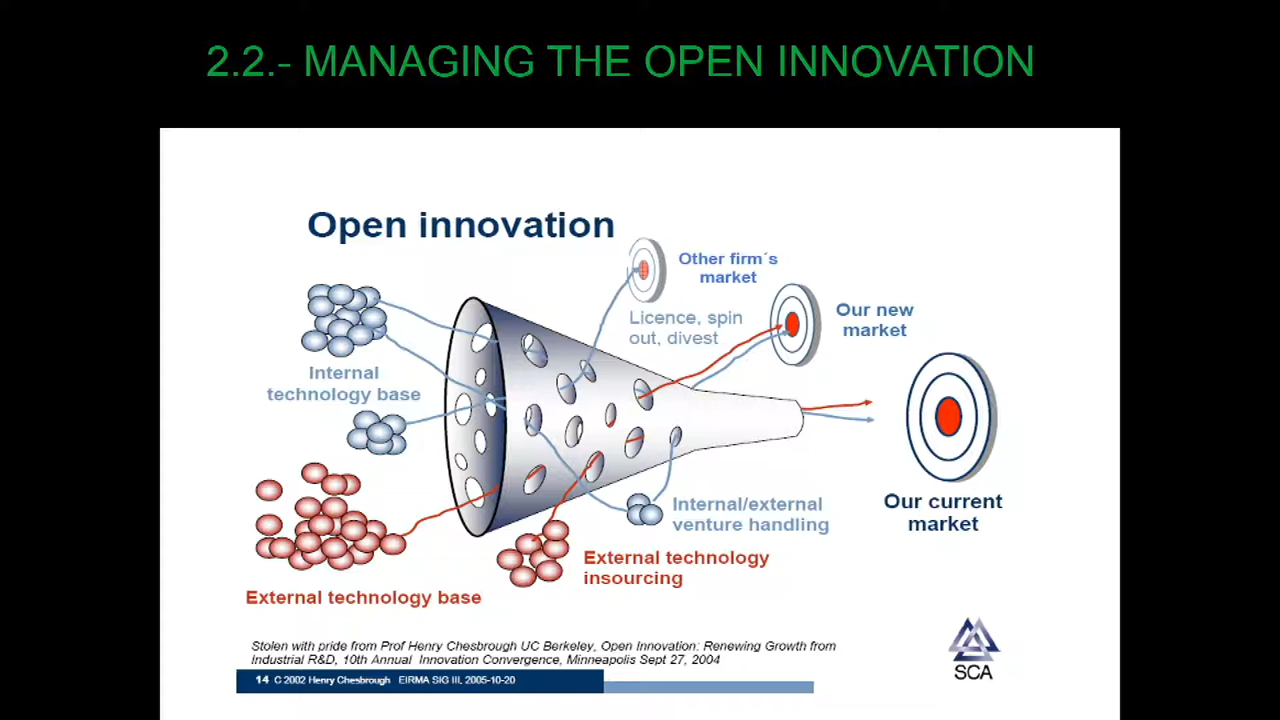 2.2.- MANAGING THE OPEN INNOVATION
Open innovation
Other firm´s
market
Licence, spin
out, divest
Our new
market
Internal
technology base
Our current
market
Internal/external
venture handling
External technology
insourcing
External technology base
Stolen with pride from Prof Henry Chesbrough UC Berkeley, Open Innovation: Renewing Growth from
Industrial R&D, 10th Annual Innovation Convergence, Minneapolis Sept 27, 2004
SCA
14 C 2002 Henry Chesbrough EIRMA SIG III, 2005-10-20